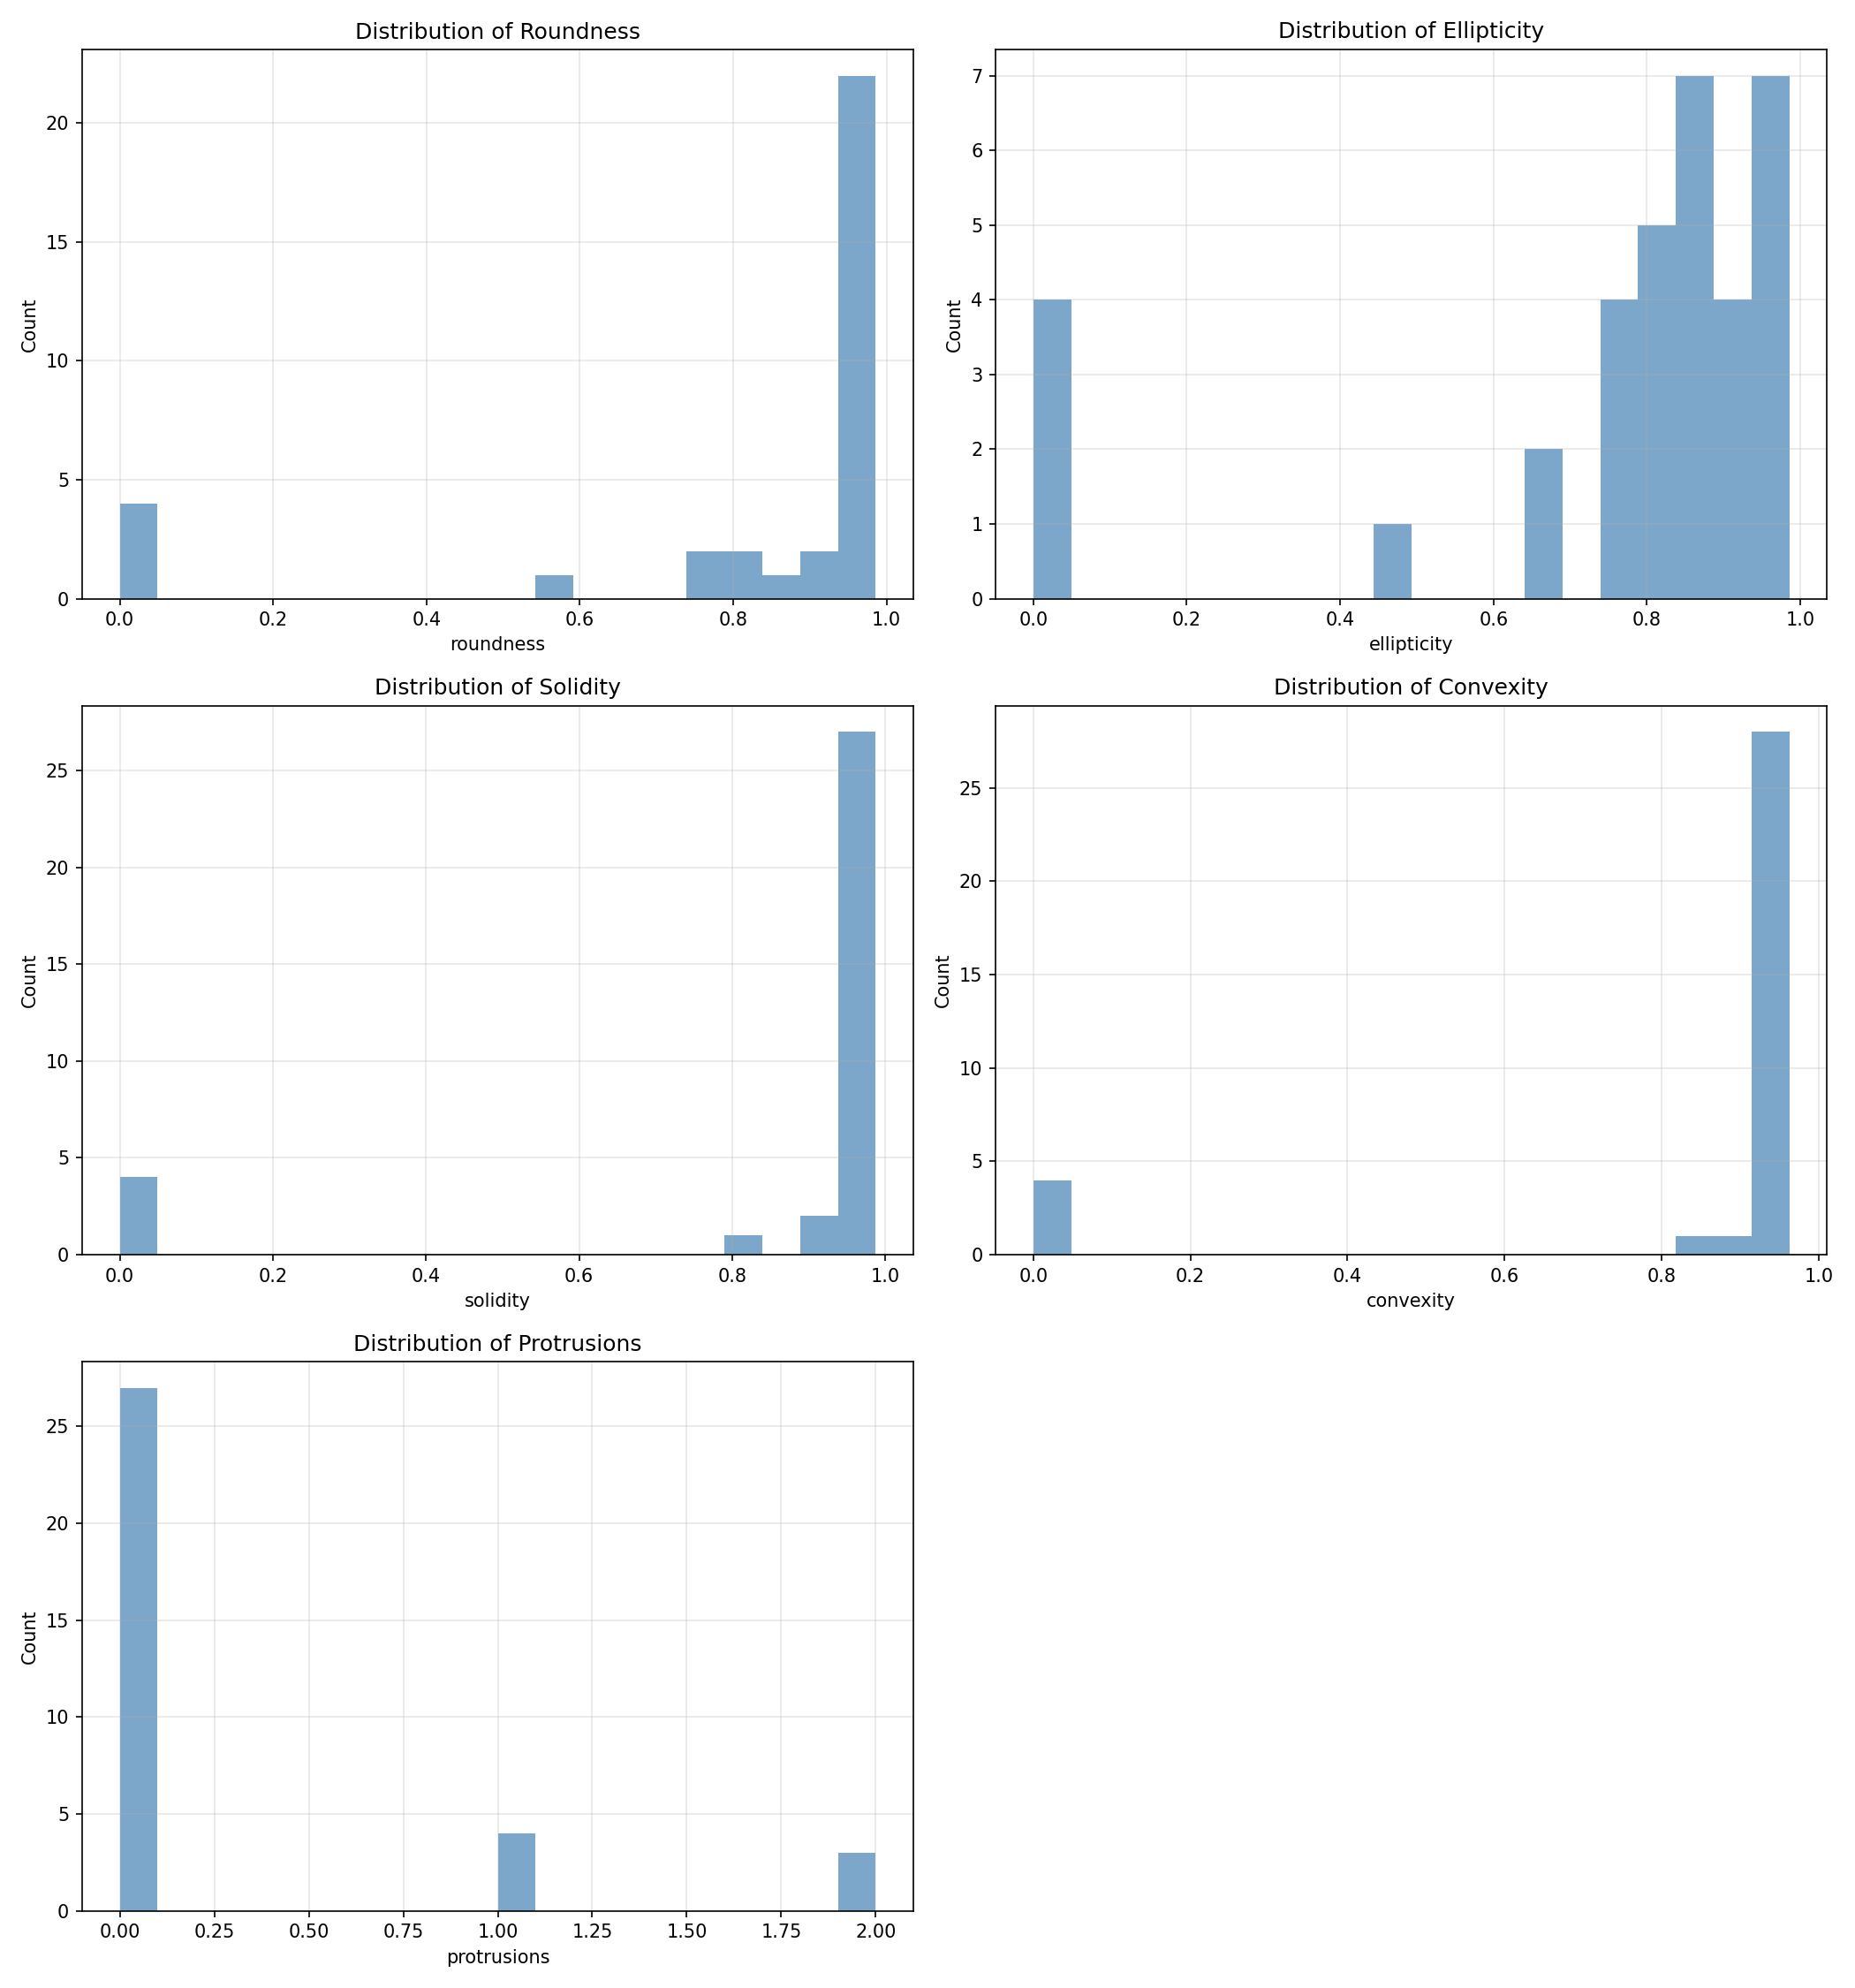 Distribution of Roundness
Count
20
15
10
5
0
0.0 0.2 0.4 0.6 0.8 1.0
roundness
Distribution of Ellipticity
Count
7
6
5
4
3
2
1
0
0.0 0.2 0.4 0.6 0.8 1.0
ellipticity
Distribution of Solidity
Count
25
20
15
10
5
0
0.0 0.2 0.4 0.6 0.8 1.0
solidity
Distribution of Convexity
Count
25
20
15
10
5
0
0.0 0.2 0.4 0.6 0.8 1.0
convexity
Distribution of Protrusions
Count
25
20
15
10
5
0
0.00 0.25 0.50 0.75 1.00 1.25 1.50 1.75 2.00
protrusions